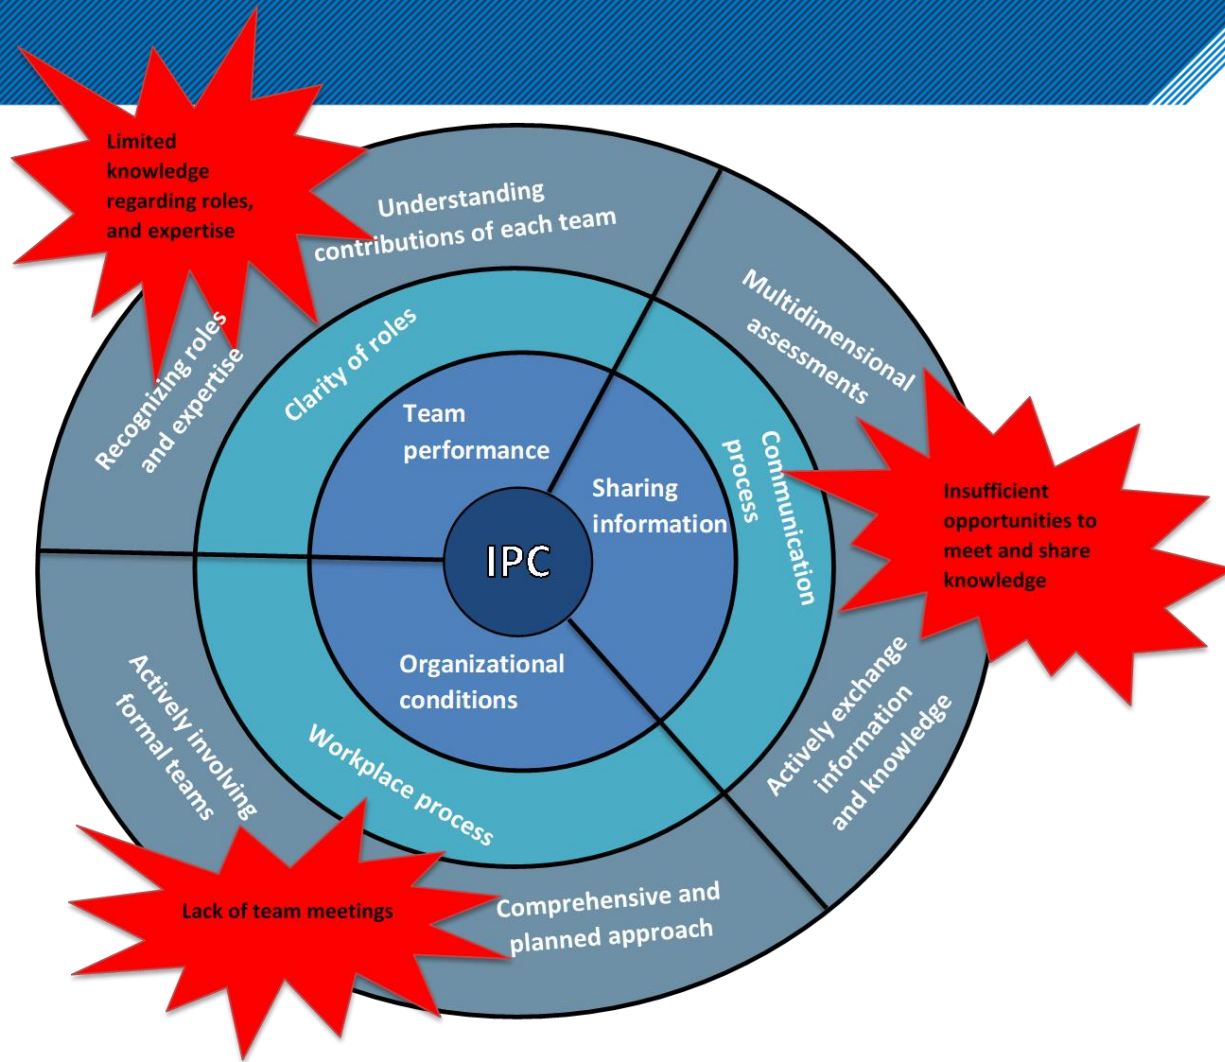 Limited
knowledge
regarding roles,
and expertise
Understanding
contributions of each team
Multidimensional
assessments
Recognizing roles
and expertise
Clarity of roles
Team
performance
Communication
process
Sharing
information
Insufficient
opportunities to
meet and share
knowledge
IPC
Organizational
conditions
Actively involving
formal teams
Workplace process
Actively exchange
information
and knowledge
Lack of team meetings
Comprehensive and
planned approach